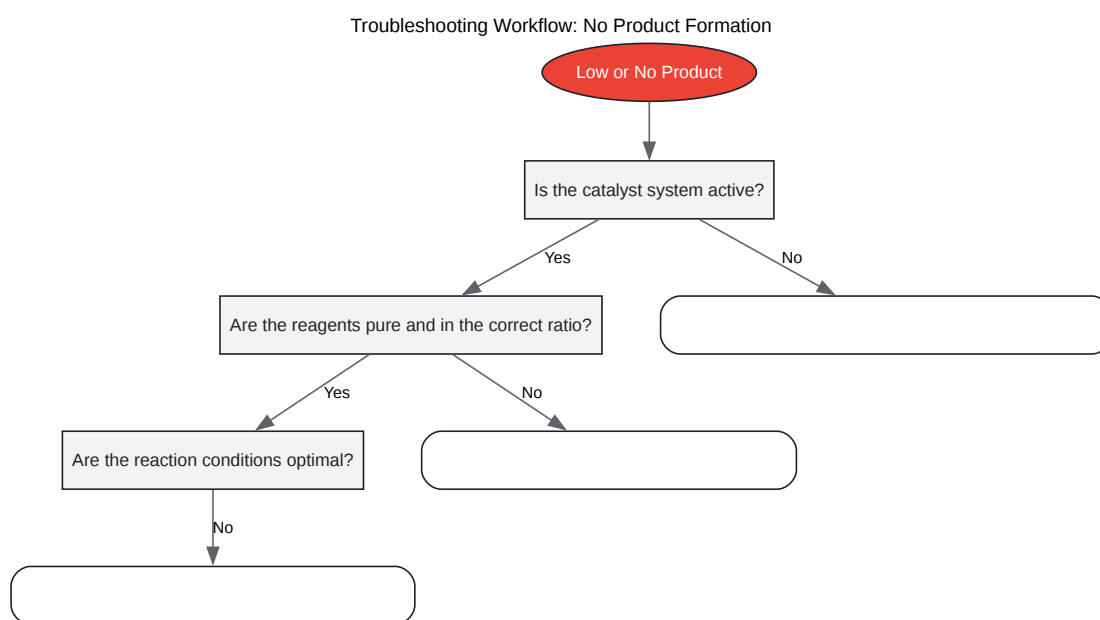 Troubleshooting Workflow: No Product Formation
Low or No Product
Is the catalyst system active?
Yes
No
Are the reagents pure and in the correct ratio?
Yes
No
Are the reaction conditions optimal?
No